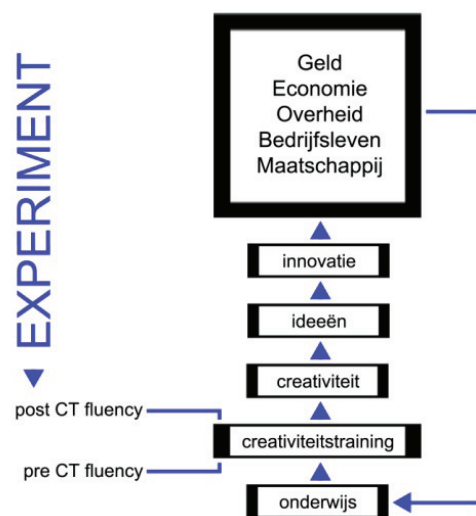 EXPERIMENT
Geld
Economie
Overheid
Bedrijfsleven
Maatschappij
innovatie
ideeën
creativiteit
post CT fluency
creativiteitstraining
pre CT fluency
onderwijs